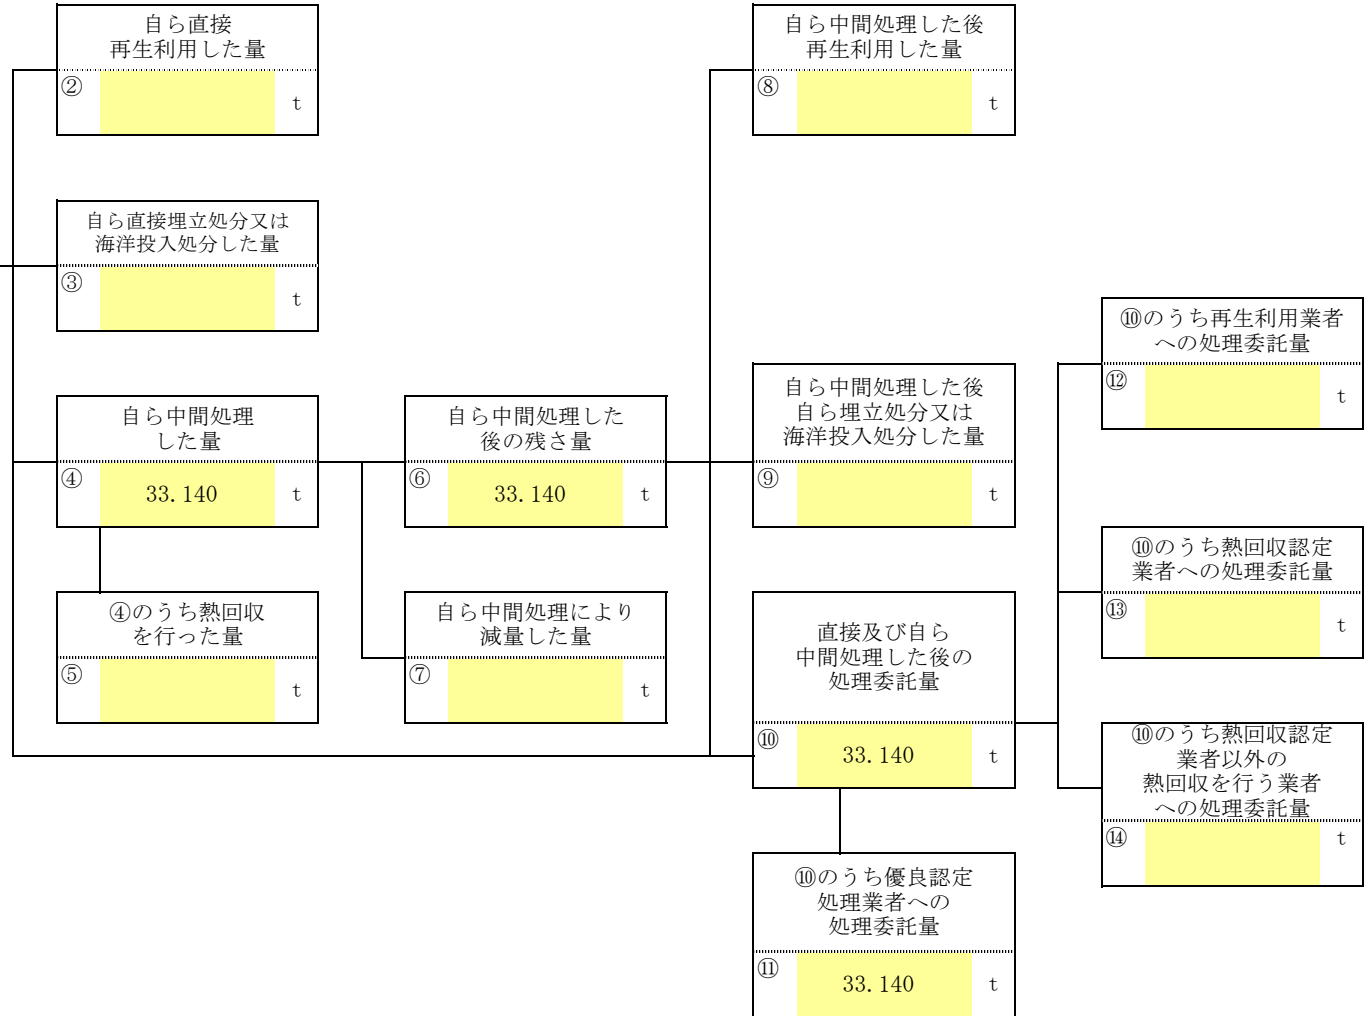 自ら直接
再生利用した量
② t
自ら直接埋立処分又は
海洋投入処分した量
③ t
自ら中間処理
した量
④ 33.140 t
④のうち熱回収
を行った量
⑤ t
自ら中間処理した
後の残さ量
⑥ 33.140 t
自ら中間処理により
減量した量
⑦ t
自ら中間処理した後
再生利用した量
⑧ t
自ら中間処理した後
自ら埋立処分又は
海洋投入処分した量
⑨ t
直接及び自ら
中間処理した後の
処理委託量
⑩ 33.140 t
⑩のうち優良認定
処理業者への
処理委託量
⑪ 33.140 t
⑩のうち再生利用業者
への処理委託量
⑫ t
⑩のうち熱回収認定
業者への処理委託量
⑬ t
⑩のうち熱回収認定
業者以外の
熱回収を行う業者
への処理委託量
⑭ t